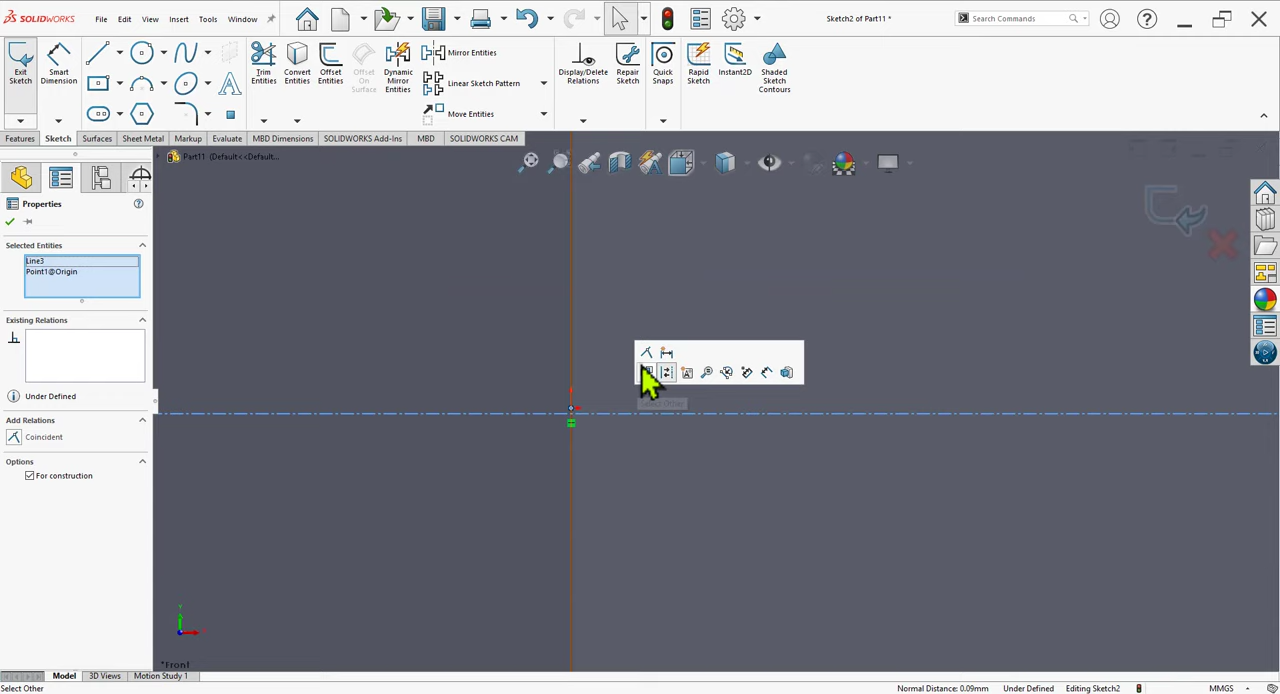 SOLIDWORKS
File Edit View Insert Tools Window
Sketch2 of Part11 *
Search Commands
Exit Sketch
Smart Dimension
Trim Entities
Convert Entities
Offset Entities
Offset On Surface
Dynamic Mirror Entities
Mirror Entities
Linear Sketch Pattern
Move Entities
Display/Delete Relations
Repair Sketch
Quick Snaps
Rapid Sketch
Instant2D
Shaded Sketch Contours
Features Sketch Surfaces Sheet Metal Markup Evaluate MBD Dimensions SOLIDWORKS Add-Ins MBD SOLIDWORKS CAM
Part11 (Default<<Default...
Properties
Selected Entities
Line3
Point1@Origin
Existing Relations
Under Defined
Add Relations
Coincident
Options
For construction
Select Other
*Front
Model 3D Views Motion Study 1
Select Other
Normal Distance: 0.09mm Under Defined Editing Sketch2 MMGS